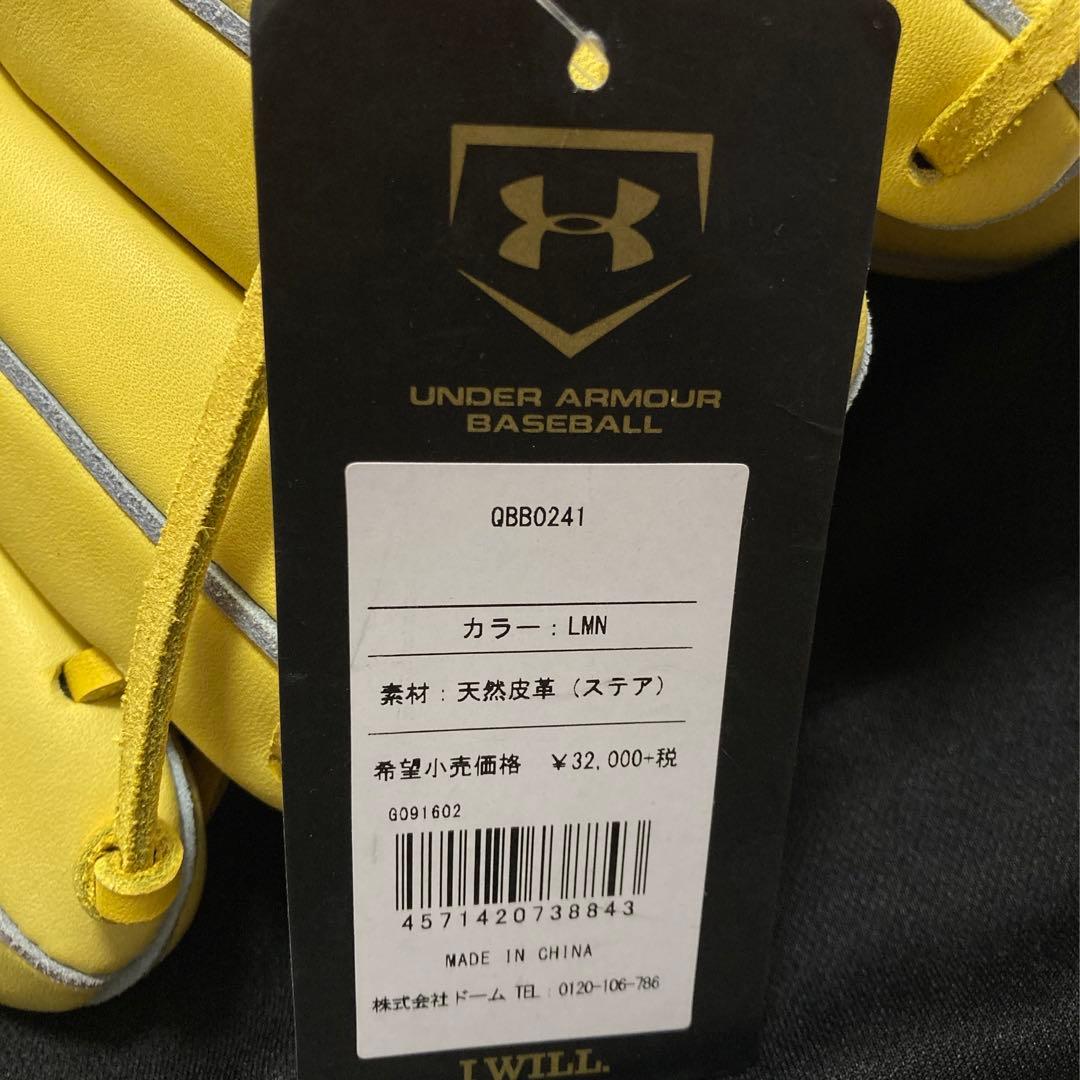 UNDER ARMOUR
BASEBALL
QBB0241
カラー：LMN
素材：天然皮革（ステア）
希望小売価格　￥32,000+税
G091602
4571420738843
MADE IN CHINA
株式会社ドーム TEL：0120-106-786
I WILL.